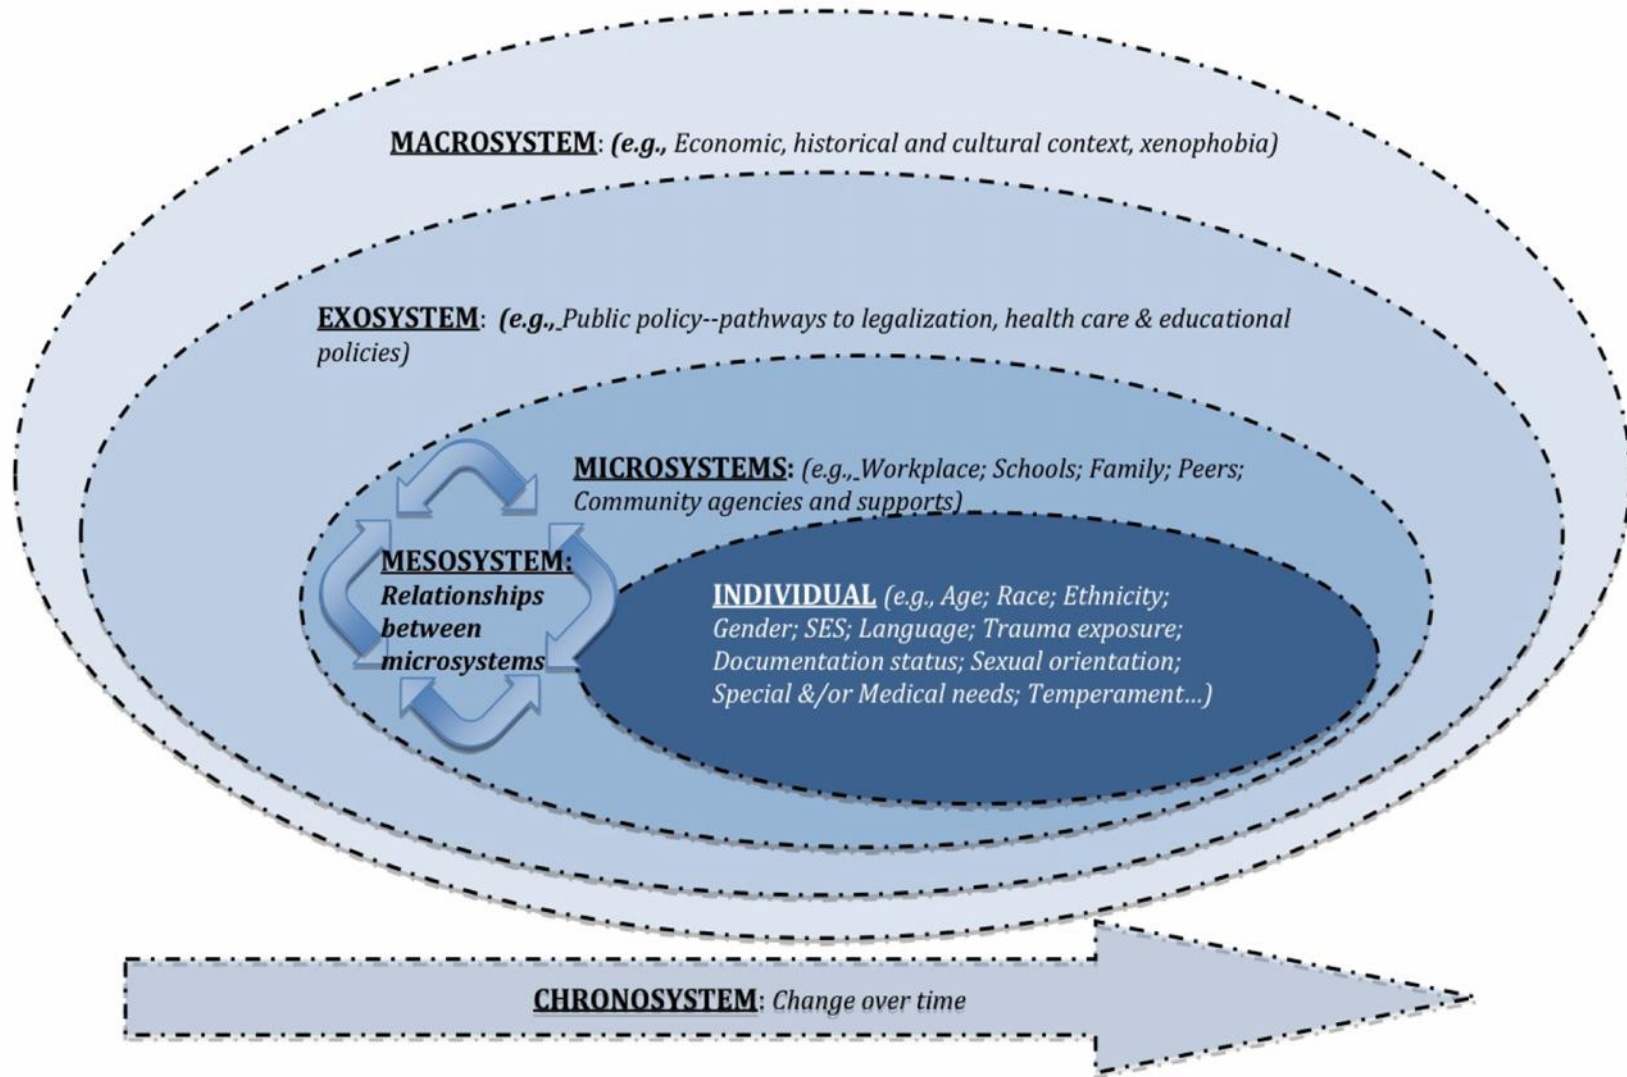 MACROSYSTEM: (e.g., Economic, historical and cultural context, xenophobia)
EXOSYSTEM: (e.g., Public policy--pathways to legalization, health care & educational
policies)
MICROSYSTEMS: (e.g., Workplace; Schools; Family; Peers;
Community agencies and supports)
MESOSYSTEM:
Relationships
between
microsystems
INDIVIDUAL (e.g., Age; Race; Ethnicity;
Gender; SES; Language; Trauma exposure;
Documentation status; Sexual orientation;
Special &/or Medical needs; Temperament...)
CHRONOSYSTEM: Change over time